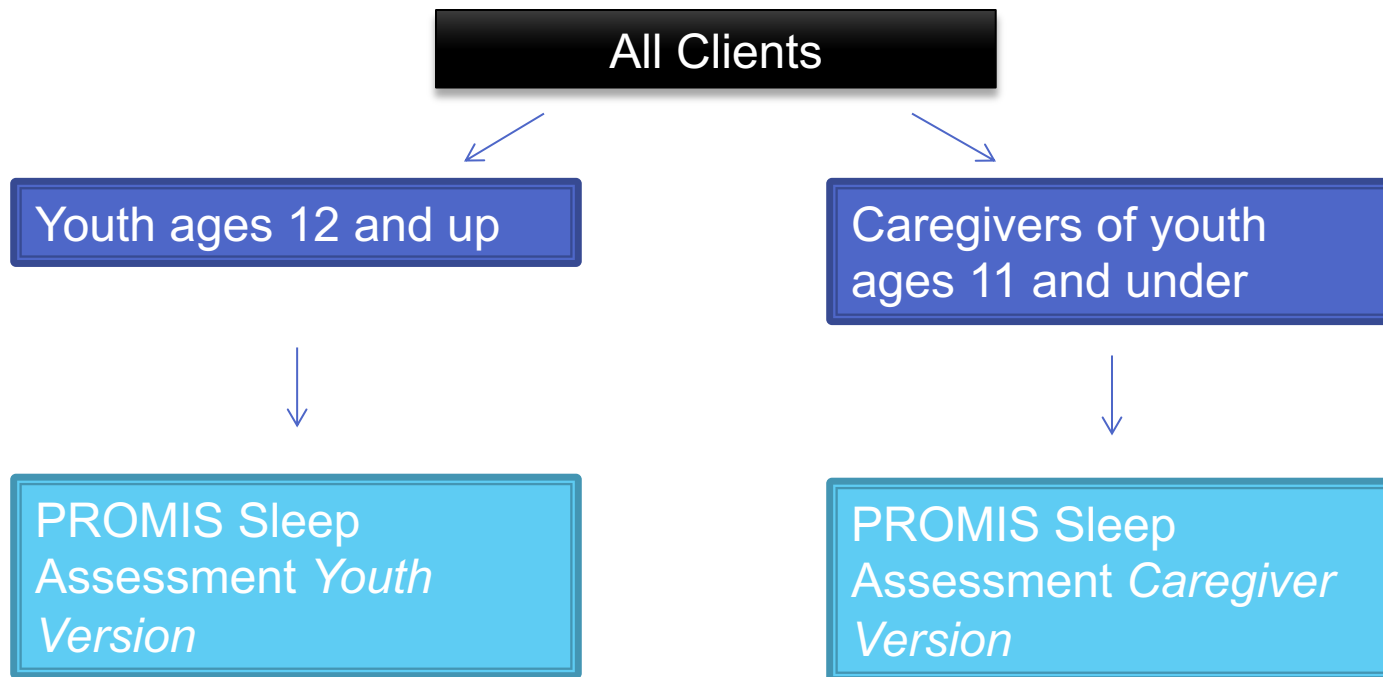 All Clients
Youth ages 12 and up
Caregivers of youth
ages 11 and under
PROMIS Sleep
Assessment Youth
Version
PROMIS Sleep
Assessment Caregiver
Version